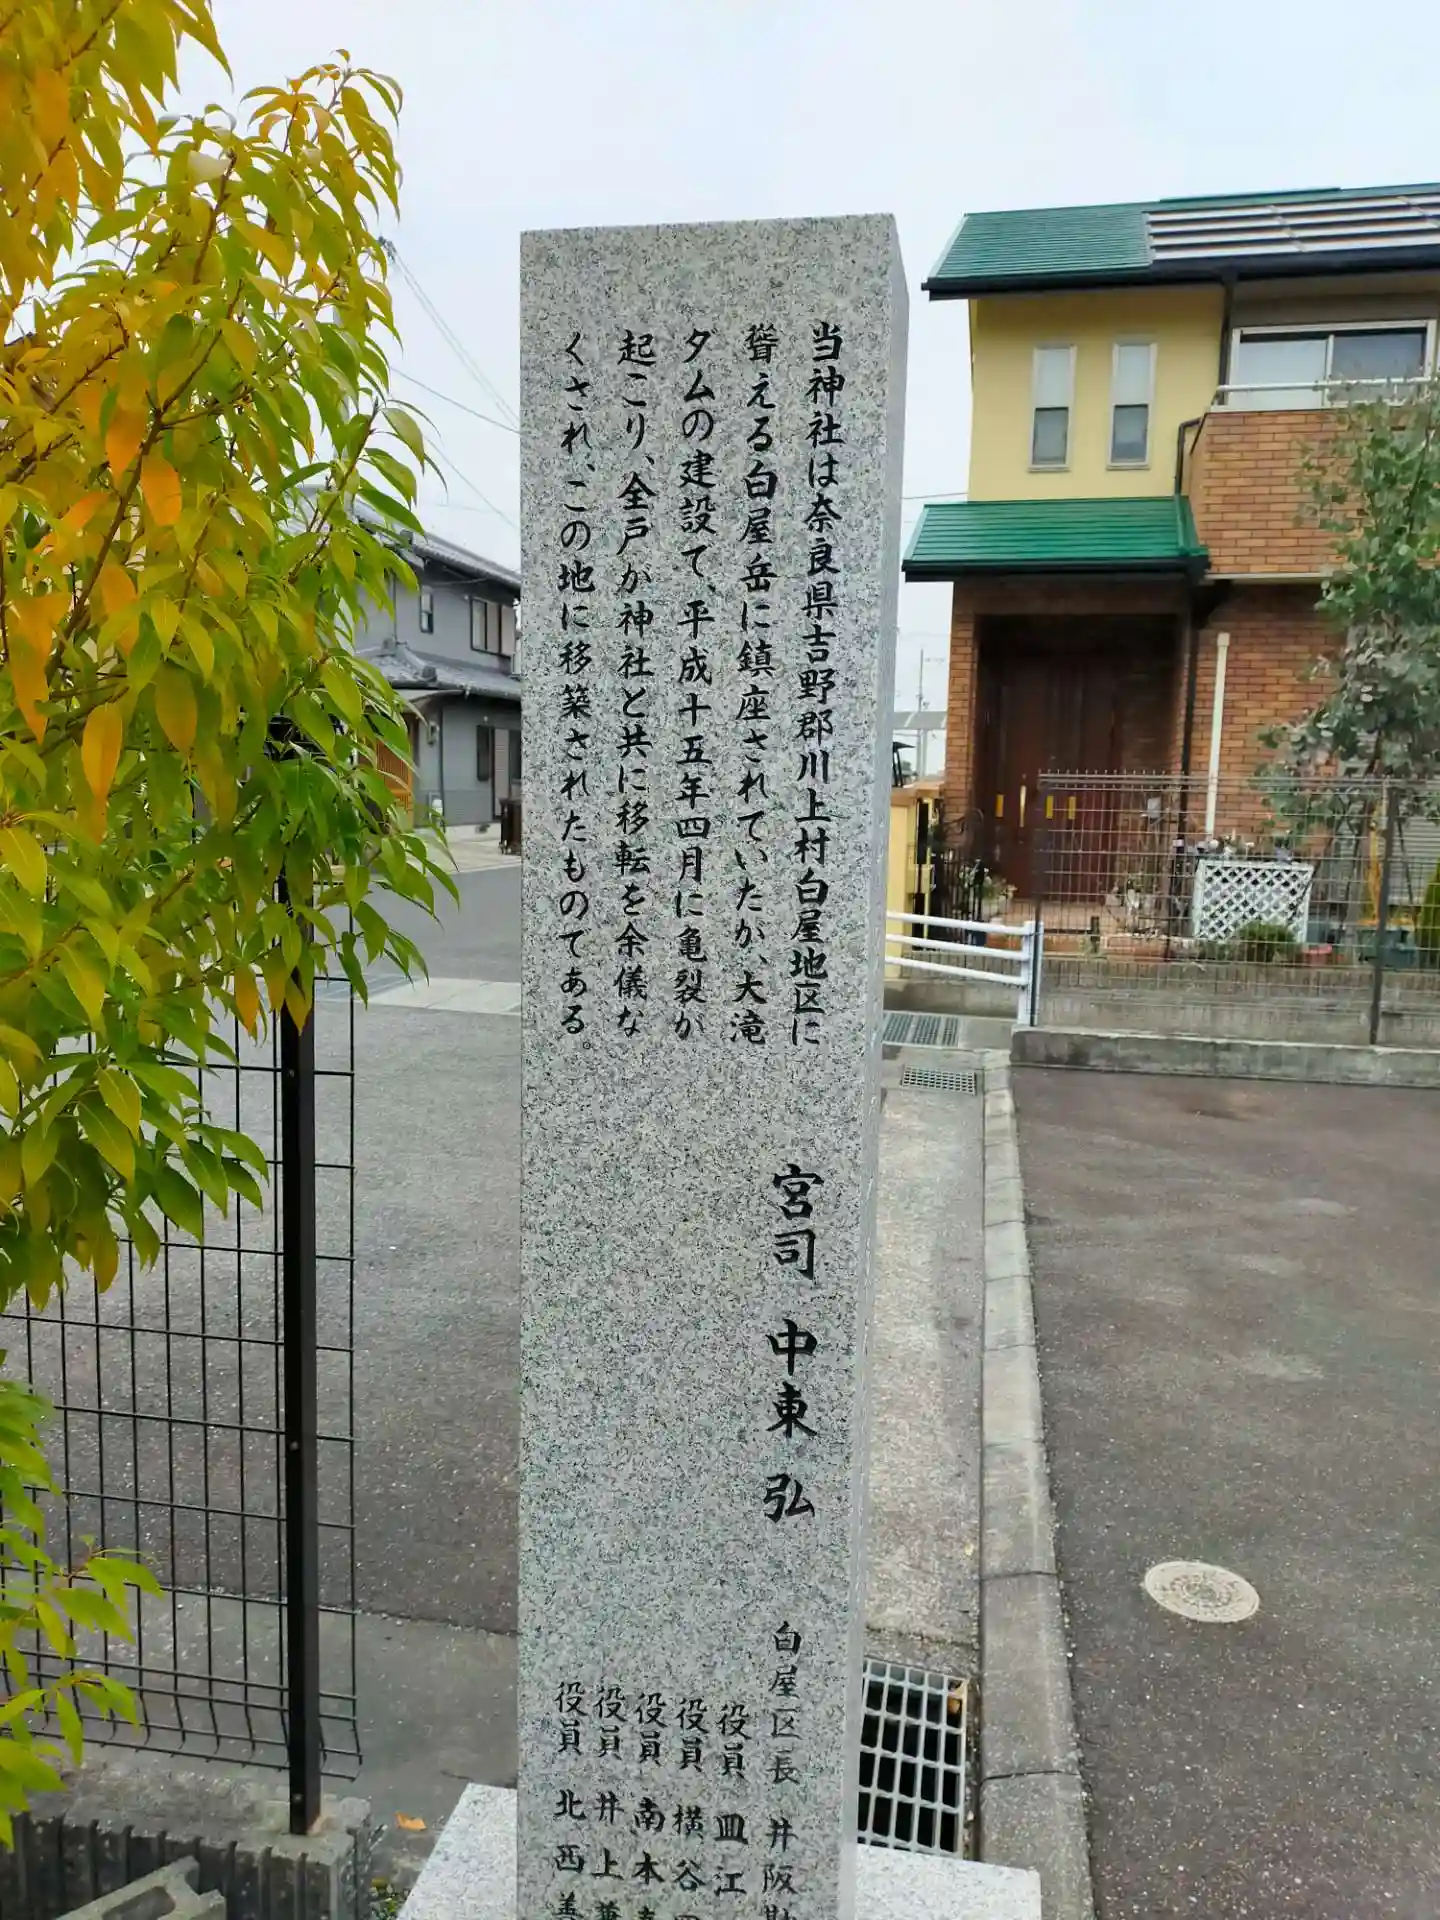 当神社は奈良県吉野郡川上村白屋地区に
聳える白屋岳に鎮座されていたが、大滝
ダムの建設で、平成十五年四月に亀裂が
起こり、全戸が神社と共に移転を余儀な
くされ、この地に移築されたものである。
宮司 中東 弘
白屋区長 井阪
役員 皿江
役員 横谷
役員 南本
役員 井上
役員 北西善